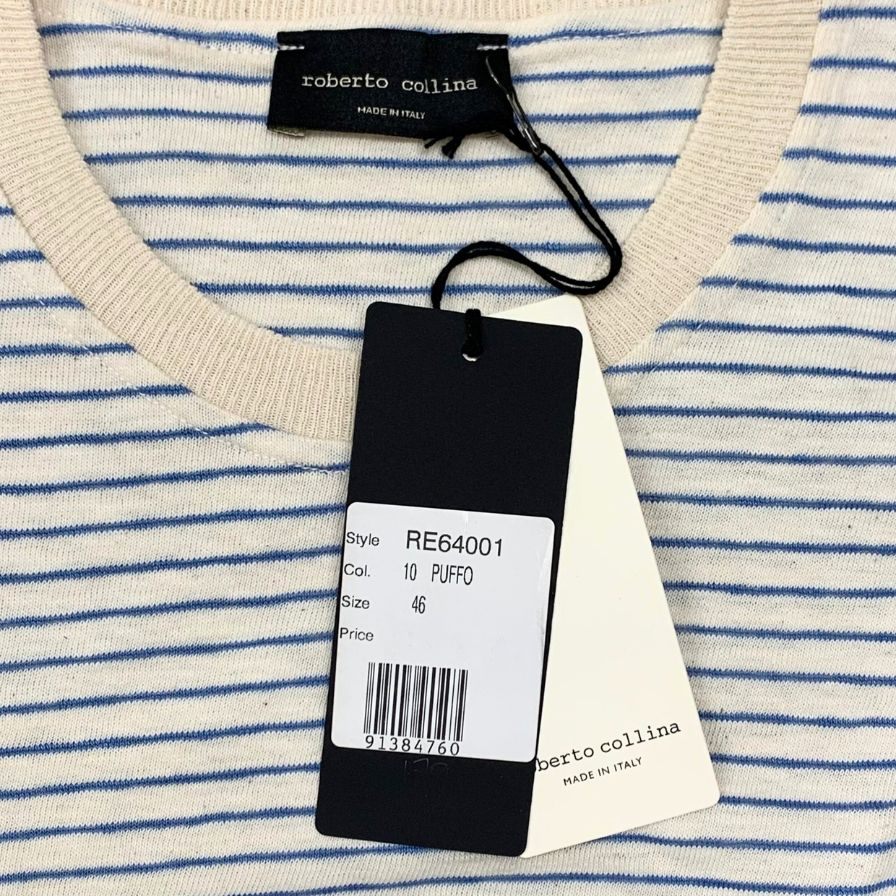 roberto collina
MADE IN ITALY
Style RE64001
Col. 10 PUFFO
Size 46
Price
91384760
berto collina
MADE IN ITALY